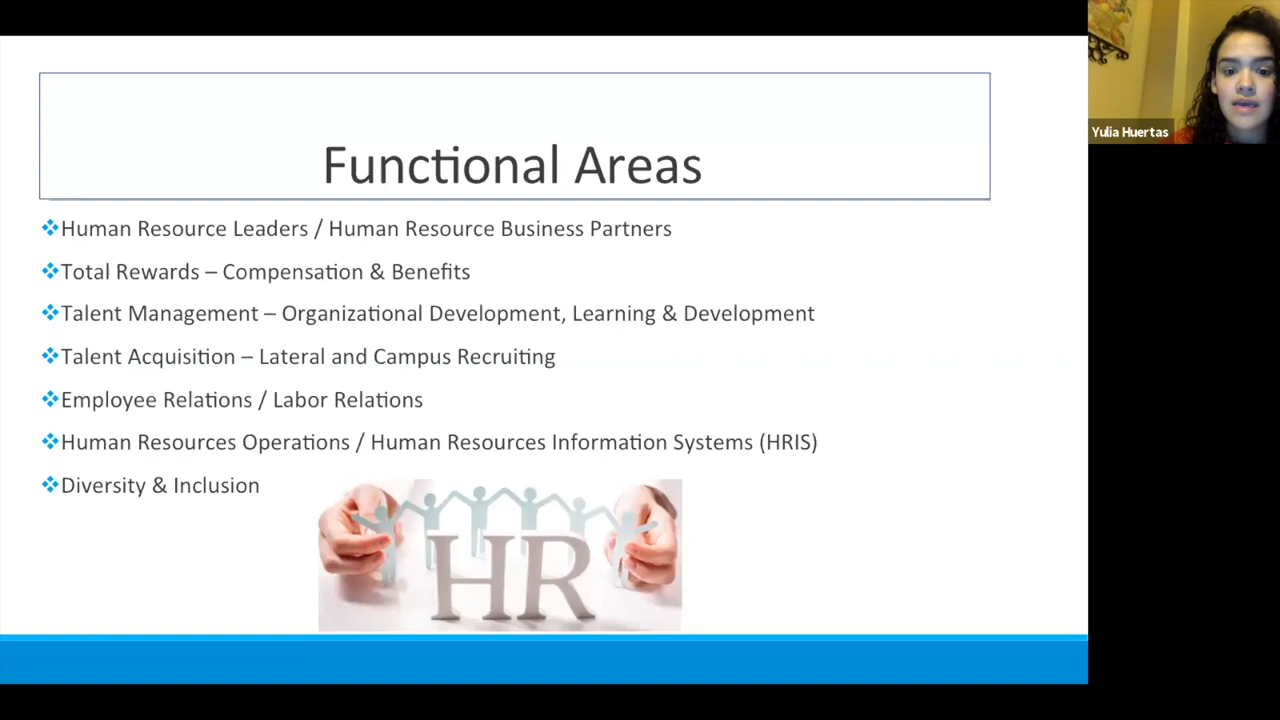 Functional Areas
Human Resource Leaders / Human Resource Business Partners
Total Rewards – Compensation & Benefits
Talent Management – Organizational Development, Learning & Development
Talent Acquisition – Lateral and Campus Recruiting
Employee Relations / Labor Relations
Human Resources Operations / Human Resources Information Systems (HRIS)
Diversity & Inclusion
HR
Yulia Huertas